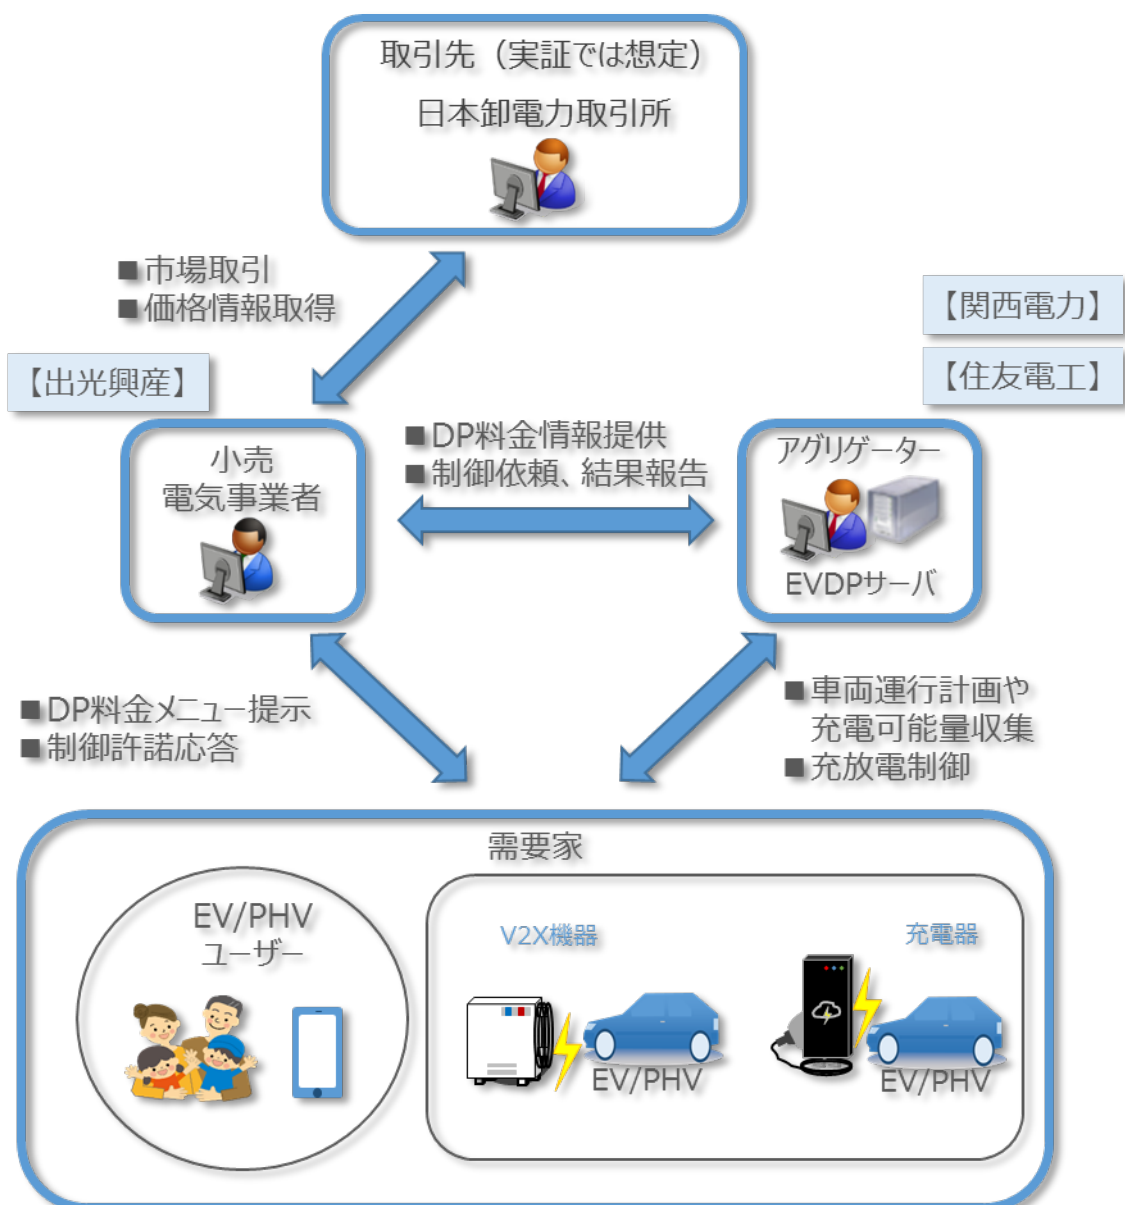 取引先（実証では想定）
日本卸電力取引所
■市場取引
■価格情報取得
【関西電力】
【住友電工】
【出光興産】
小売
電気事業者
■DP料金情報提供
■制御依頼、結果報告
アグリゲーター
EVDPサーバ
■DP料金メニュー提示
■制御許諾応答
■車両運行計画や
充電可能量収集
■充放電制御
需要家
EV/PHV
ユーザー
V2X機器
EV/PHV
充電器
EV/PHV